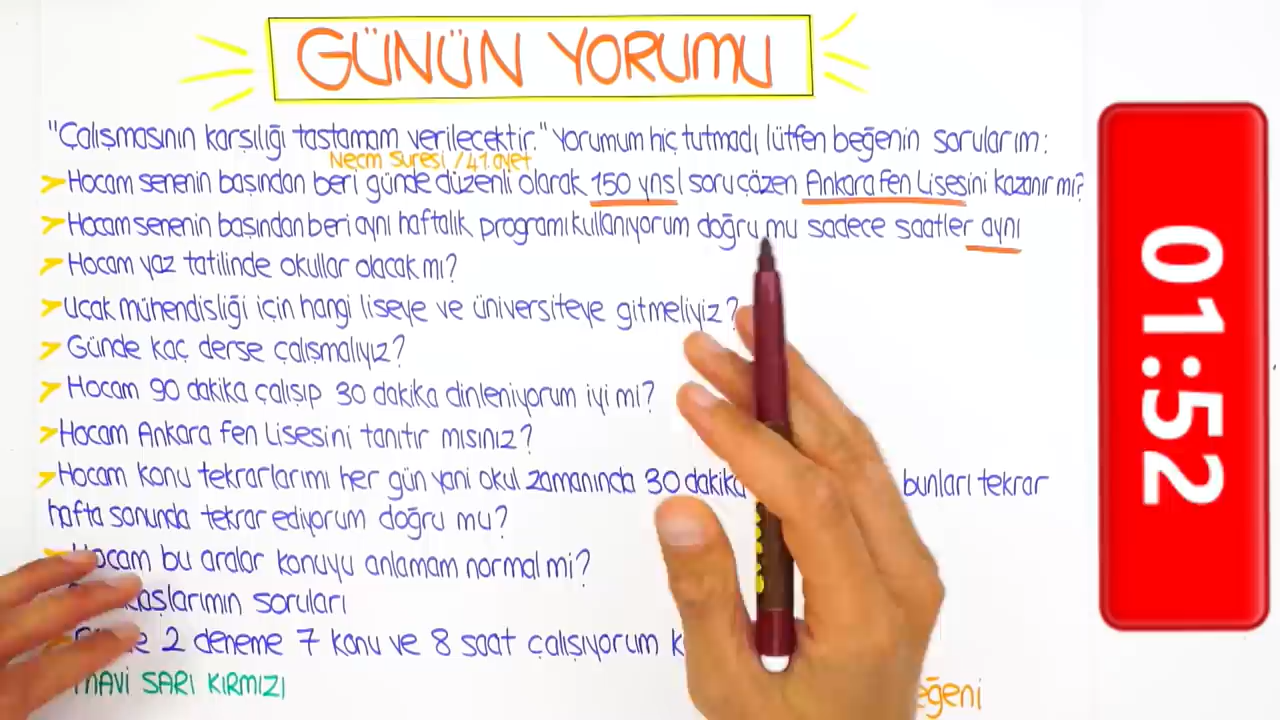 GÜNÜN YORUMU
"Çalışmasının karşılığı tastamam verilecektir." Yorumum hiç tutmadı lütfen beğenin sorularım:
Necm Suresi / 41. ayet
Hocam senenin başından beri günde düzenli olarak 150 ynsl soru çözen Ankara fen Lisesini kazanır mı?
Hocam senenin başından beri aynı haftalık programı kullanıyorum doğru mu sadece saatler aynı
Hocam yaz tatilinde okullar olacak mı?
Uçak mühendisliği için hangi liseye ve üniversiteye gitmeliyiz?
Günde kaç derse çalışmalıyız?
Hocam 90 dakika çalışıp 30 dakika dinleniyorum iyi mi?
Hocam Ankara fen Lisesini tanıtır mısınız?
Hocam konu tekrarlarımı her gün yani okul zamanında 30 dakika bunları tekrar
hafta sonunda tekrar ediyorum doğru mu?
Hocam bu aralar konuyu anlamam normal mi?
soruları
2 deneme 7 konu ve 8 saat çalışıyorum
MAVİ SARI KIRMIZI
01:52